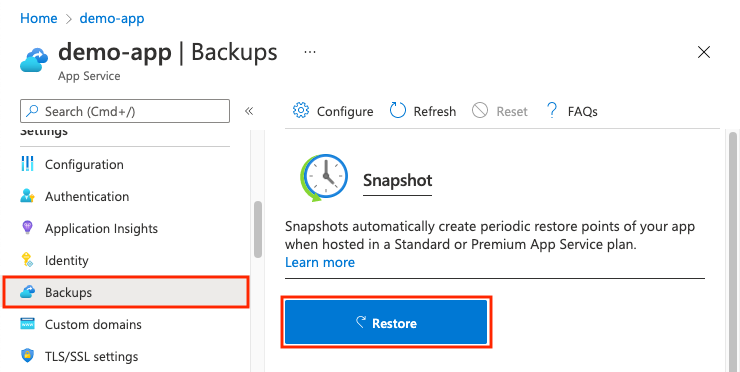 Home > demo-app
demo-app | Backups ...
App Service
Search (Cmd+/) «
Configure Refresh Reset ? FAQs
Settings
Configuration
Authentication
Application Insights
Identity
Backups
Custom domains
TLS/SSL settings
Snapshot
Snapshots automatically create periodic restore points of your app
when hosted in a Standard or Premium App Service plan.
Learn more
Restore